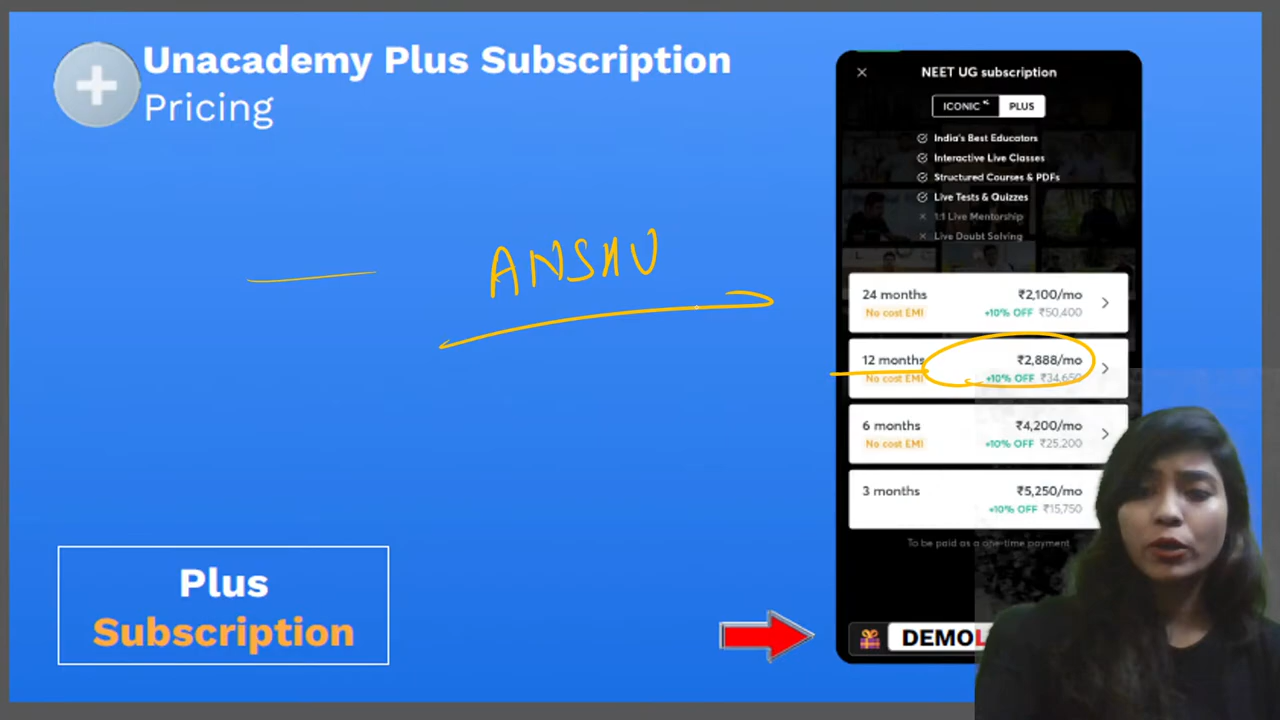 Unacademy Plus Subscription
Pricing
ANSHU
Plus
Subscription
NEET UG subscription
ICONIC PLUS
India's Best Educators
Interactive Live Classes
Structured Courses & PDFs
Live Tests & Quizzes
1:1 Live Mentorship
Live Doubt Solving
24 months ₹2,100/mo
No cost EMI +10% OFF ₹50,400
12 months ₹2,888/mo
No cost EMI +10% OFF ₹34,650
6 months ₹4,200/mo
No cost EMI +10% OFF ₹25,200
3 months ₹5,250/mo
+10% OFF ₹15,750
To be paid as a one-time payment